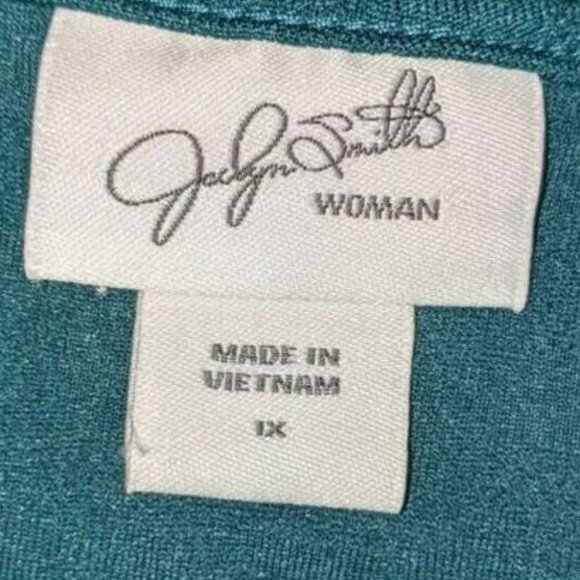 Jaclyn Smith
WOMAN
MADE IN
VIETNAM
1X